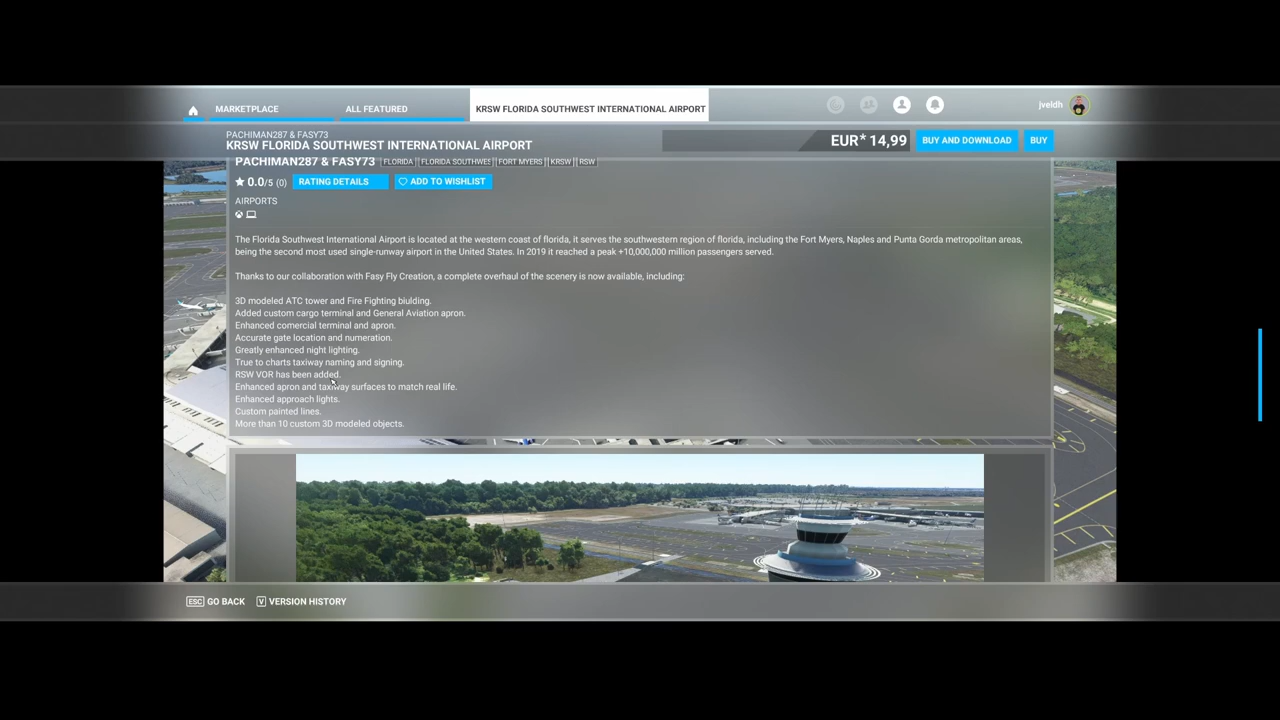 MARKETPLACE
ALL FEATURED
KRSW FLORIDA SOUTHWEST INTERNATIONAL AIRPORT
jveldh
PACHIMAN287 & FASY73
KRSW FLORIDA SOUTHWEST INTERNATIONAL AIRPORT
EUR* 14,99
BUY AND DOWNLOAD
BUY
PACHIMAN287 & FASY73
FLORIDA
FLORIDA SOUTHWES
FORT MYERS
KRSW
RSW
0.0/5 (0)
RATING DETAILS
ADD TO WISHLIST
AIRPORTS
The Florida Southwest International Airport is located at the western coast of florida, it serves the southwestern region of florida, including the Fort Myers, Naples and Punta Gorda metropolitan areas,
being the second most used single-runway airport in the United States. In 2019 it reached a peak +10,000,000 million passengers served.
Thanks to our collaboration with Easy Fly Creation, a complete overhaul of the scenery is now available, including:
3D modeled ATC tower and Fire Fighting biulding.
Added custom cargo terminal and General Aviation apron.
Enhanced comercial terminal and apron.
Accurate gate location and numeration.
Greatly enhanced night lighting.
True to charts taxiway naming and signing.
RSW VOR has been added.
Enhanced apron and taxiway surfaces to match real life.
Enhanced approach lights.
Custom painted lines.
More than 10 custom 3D modeled objects.
ESC GO BACK
V VERSION HISTORY